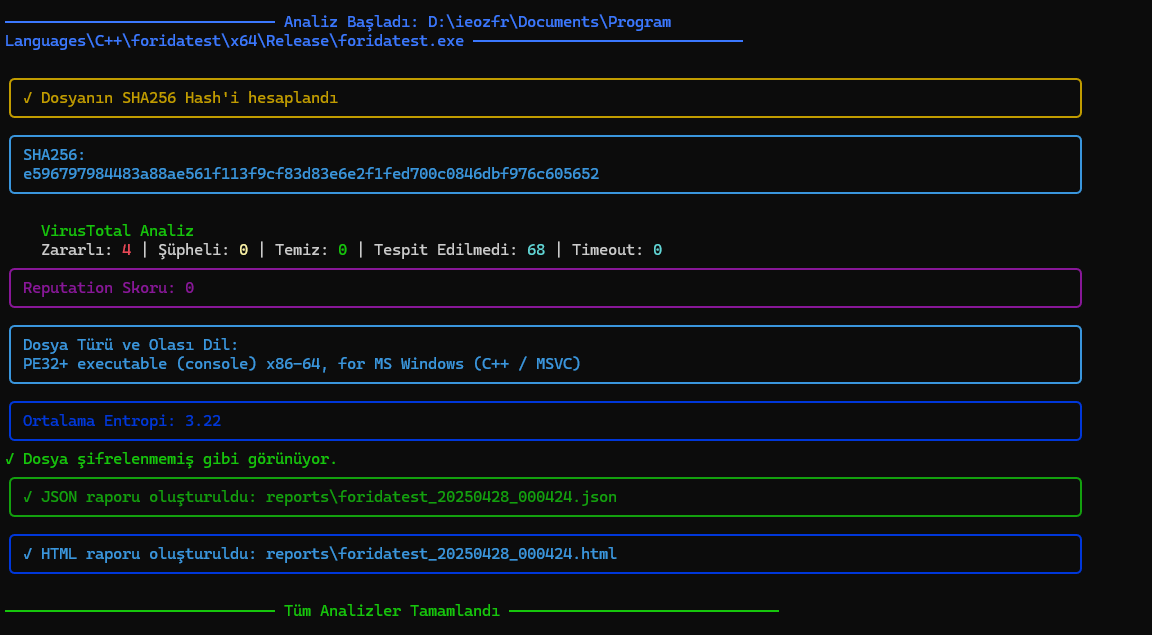 Analiz Başladı: D:\ieozfr\Documents\Program
Languages\C++\foridatest\x64\Release\foridatest.exe
√ Dosyanın SHA256 Hash'i hesaplandı
SHA256:
e596797984483a88ae561f113f9cf83d83e6e2f1fed700c0846dbf976c605652
VirusTotal Analiz
Zararlı: 4 | Şüpheli: 0 | Temiz: 0 | Tespit Edilmedi: 68 | Timeout: 0
Reputation Skoru: 0
Dosya Türü ve Olası Dil:
PE32+ executable (console) x86-64, for MS Windows (C++ / MSVC)
Ortalama Entropi: 3.22
√ Dosya şifrelenmemiş gibi görünüyor.
√ JSON raporu oluşturuldu: reports\foridatest_20250428_000424.json
√ HTML raporu oluşturuldu: reports\foridatest_20250428_000424.html
Tüm Analizler Tamamlandı